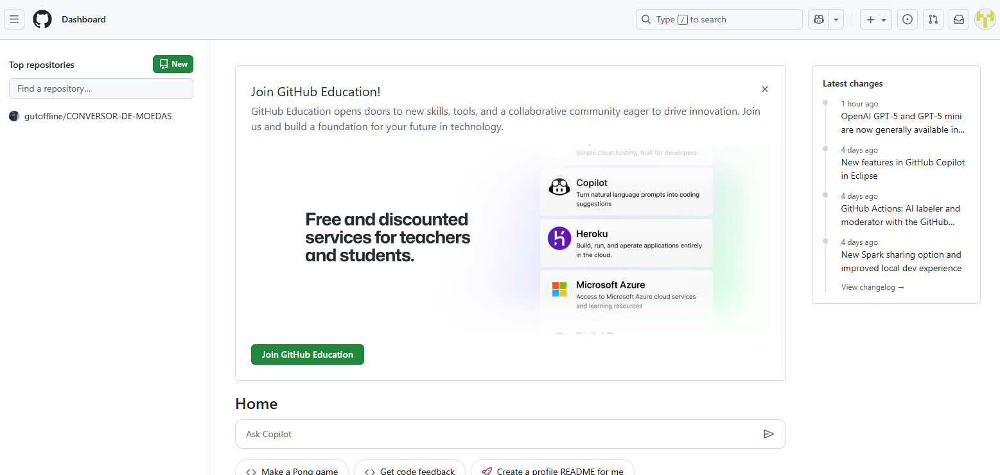 Dashboard
Type / to search
Top repositories
New
Find a repository...
gutoffline/CONVERSOR-DE-MOEDAS
Join GitHub Education!
GitHub Education opens doors to new skills, tools, and a collaborative community eager to drive innovation. Join
us and build a foundation for your future in technology.
Free and discounted
services for teachers
and students.
Simple cloud hosting, built for developers
Copilot
Turn natural language prompts into coding
suggestions
Heroku
Build, run, and operate applications entirely
in the cloud.
Microsoft Azure
Access to Microsoft Azure cloud services
and learning resources
Join GitHub Education
Home
Ask Copilot
Make a Pong game
Get code feedback
Create a profile README for me
Latest changes
1 hour ago
OpenAI GPT-5 and GPT-5 mini
are now generally available in...
4 days ago
New features in GitHub Copilot
in Eclipse
4 days ago
GitHub Actions: AI labeler and
moderator with the GitHub...
4 days ago
New Spark sharing option and
improved local dev experience
View changelog →